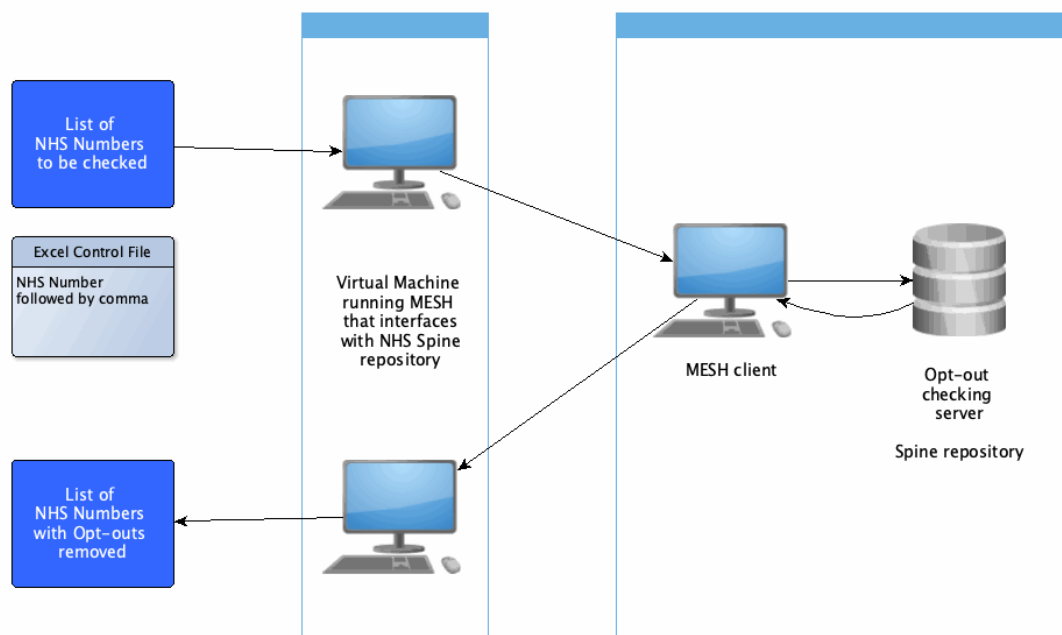 List of
NHS Numbers
to be checked
Excel Control File
NHS Number
followed by comma
Virtual Machine
running MESH
that interfaces
with NHS Spine
repository
MESH client
Opt-out
checking
server
Spine repository
List of
NHS Numbers
with Opt-outs
removed